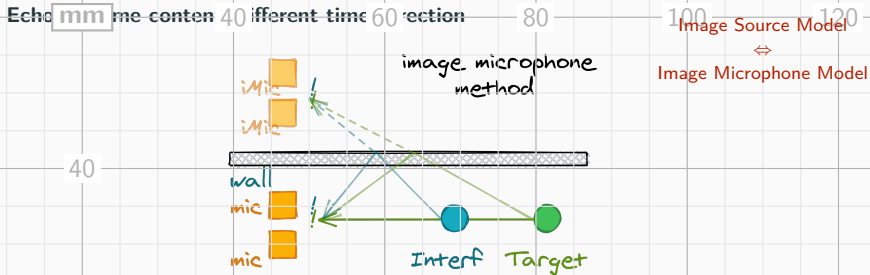 mm 40 60 80 100 120
Image Source Model
⇔
Image Microphone Model
image microphone
method
iMic
iMic
40
wall
mic
mic
Interf
Target